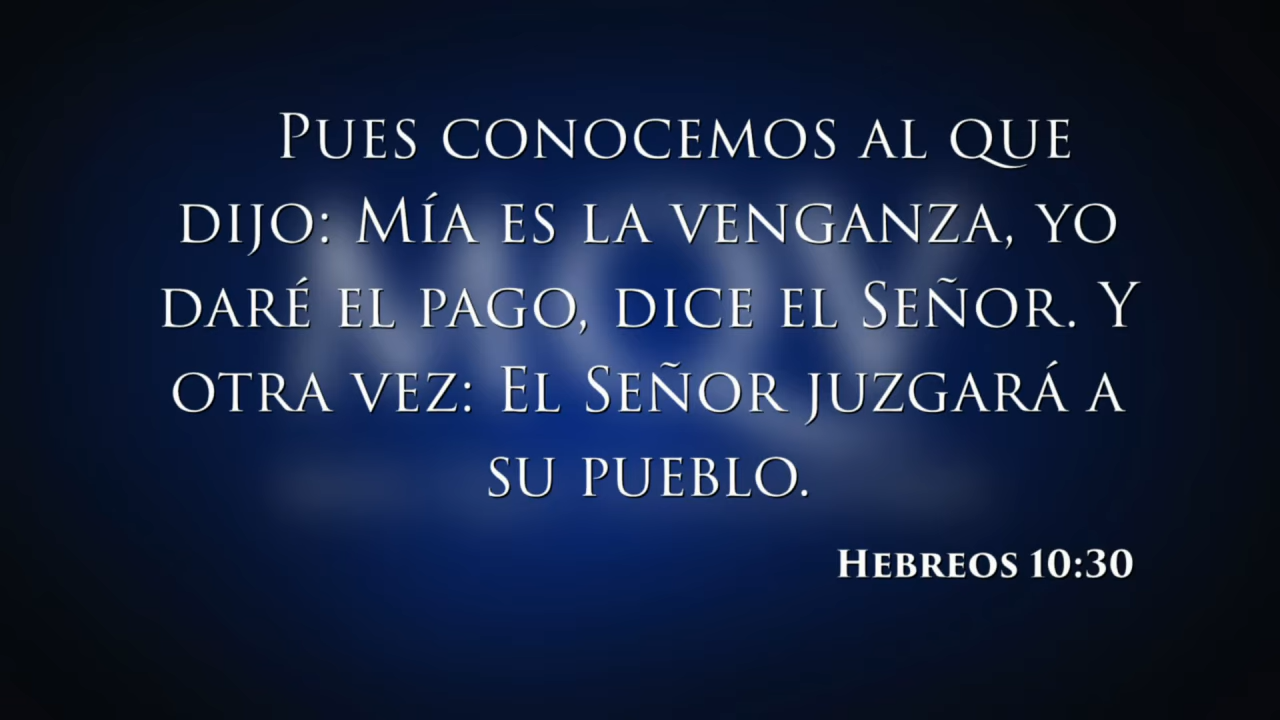 Pues conocemos al que
dijo: Mía es la venganza, yo
daré el pago, dice el Señor. Y
otra vez: El Señor juzgará a
su pueblo.
Hebreos 10:30